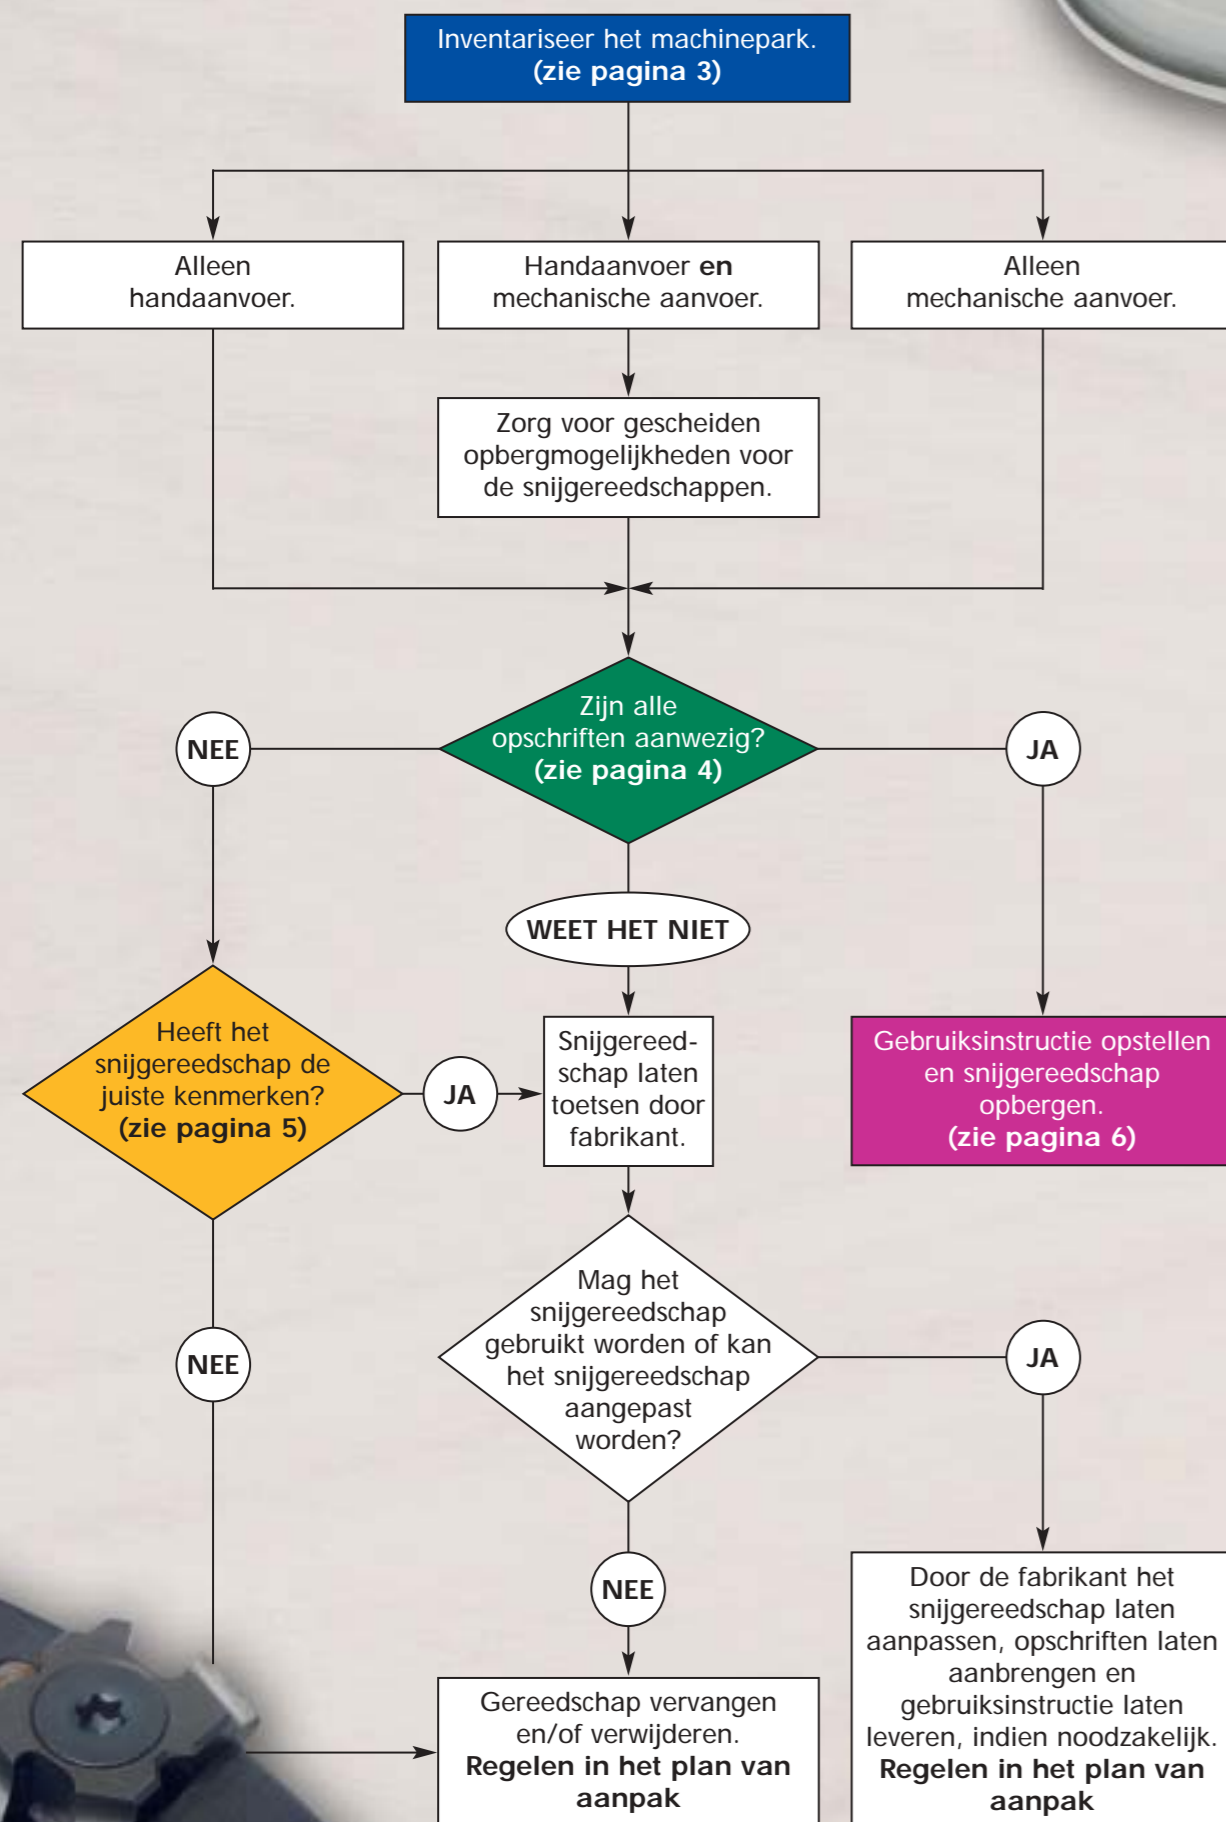 Inventariseer het machinepark.
(zie pagina 3)
Alleen
handaanvoer.
Handaanvoer en
mechanische aanvoer.
Alleen
mechanische aanvoer.
Zorg voor gescheiden
opbergmogelijkheden voor
de snijgereedschappen.
Zijn alle
opschriften aanwezig?
(zie pagina 4)
NEE
JA
WEET HET NIET
Heeft het
snijgereedschap de
juiste kenmerken?
(zie pagina 5)
JA
Snijgereed-
schap laten
toetsen door
fabrikant.
Gebruiksinstructie opstellen
en snijgereedschap
opbergen.
(zie pagina 6)
Mag het
snijgereedschap
gebruikt worden of kan
het snijgereedschap
aangepast
worden?
NEE
JA
NEE
Gereedschap vervangen
en/of verwijderen.
Regelen in het plan van
aanpak
Door de fabrikant het
snijgereedschap laten
aanpassen, opschriften laten
aanbrengen en
gebruiksinstructie laten
leveren, indien noodzakelijk.
Regelen in het plan van
aanpak